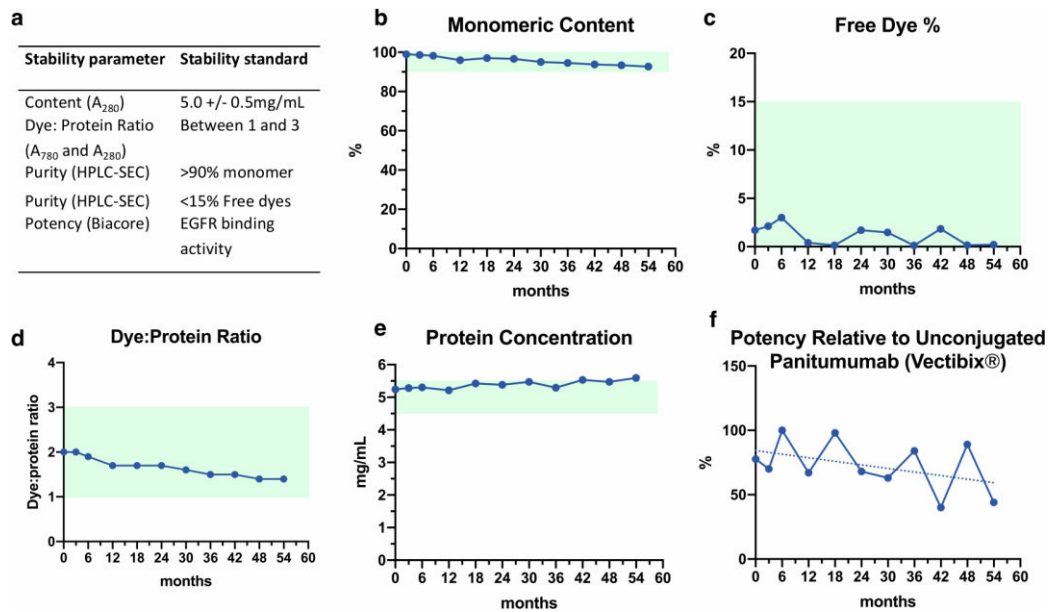 a
Stability parameter Stability standard
Content (A280) 5.0 +/- 0.5mg/mL
Dye: Protein Ratio Between 1 and 3
(A780 and A280)
Purity (HPLC-SEC) >90% monomer
Purity (HPLC-SEC) <15% Free dyes
Potency (Biacore) EGFR binding
activity
b
Monomeric Content
100
80
60
40
20
0
%
0 6 12 18 24 30 36 42 48 54 60
months
c
Free Dye %
20
15
10
5
0
%
0 6 12 18 24 30 36 42 48 54 60
months
d
Dye:Protein Ratio
4
3
2
1
0
Dye:protein ratio
0 6 12 18 24 30 36 42 48 54 60
months
e
Protein Concentration
6
5
4
3
2
1
0
mg/mL
0 6 12 18 24 30 36 42 48 54 60
months
f
Potency Relative to Unconjugated
Panitumumab (Vectibix®)
150
100
50
0
%
0 6 12 18 24 30 36 42 48 54 60
months